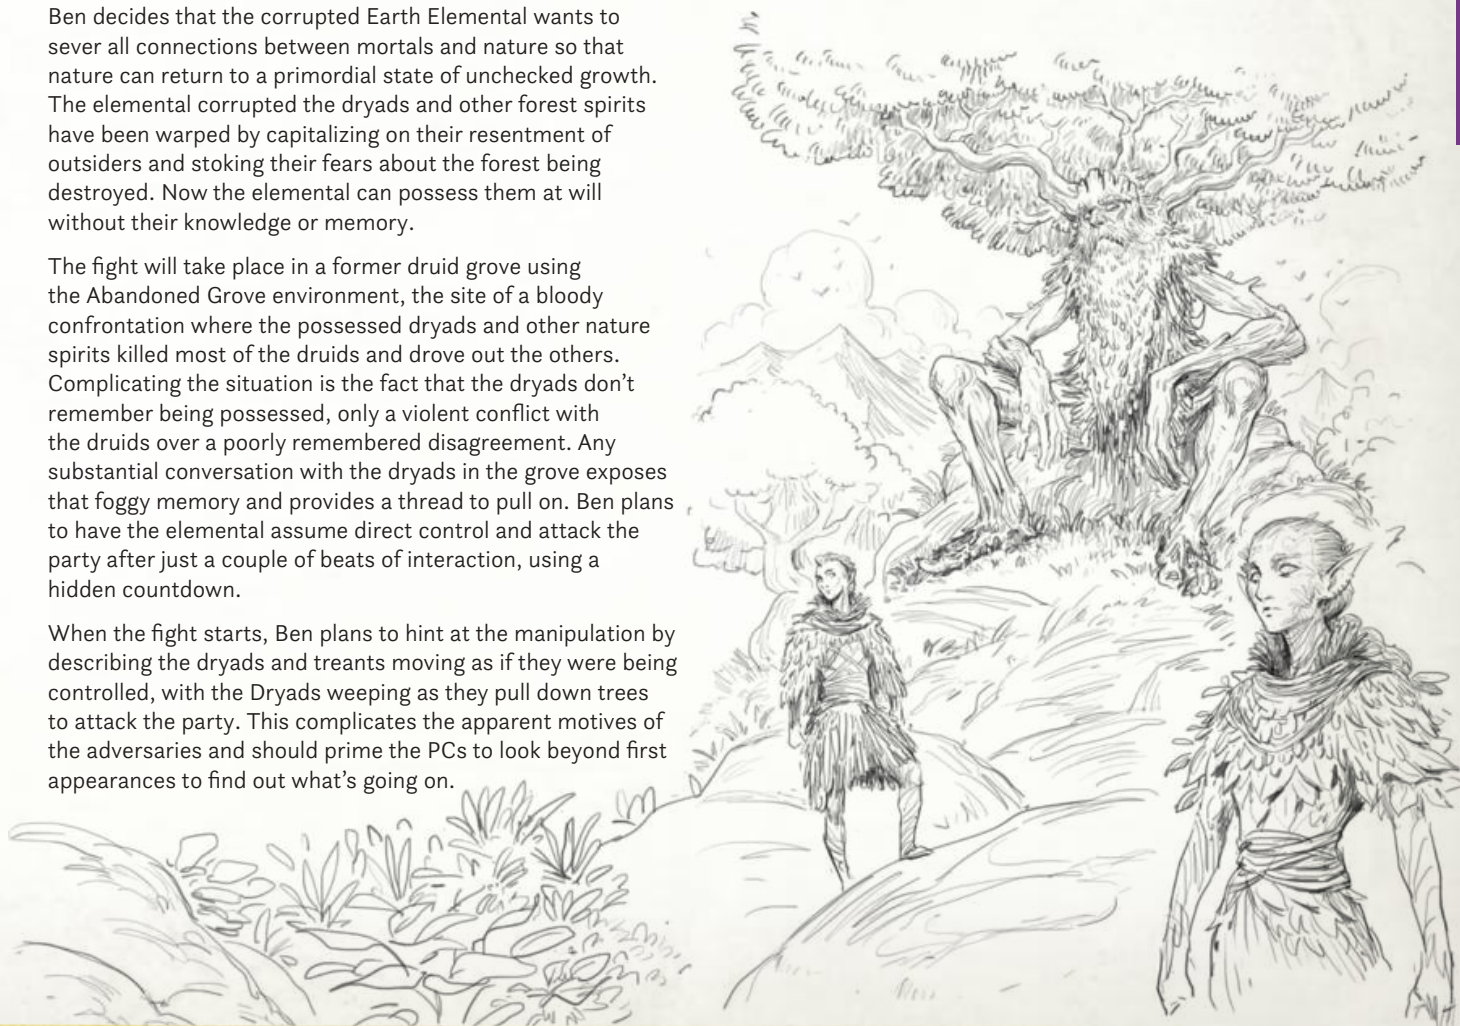 Ben decides that the corrupted Earth Elemental wants to
sever all connections between mortals and nature so that
nature can return to a primordial state of unchecked growth.
The elemental corrupted the dryads and other forest spirits
have been warped by capitalizing on their resentment of
outsiders and stoking their fears about the forest being
destroyed. Now the elemental can possess them at will
without their knowledge or memory.
The fight will take place in a former druid grove using
the Abandoned Grove environment, the site of a bloody
confrontation where the possessed dryads and other nature
spirits killed most of the druids and drove out the others.
Complicating the situation is the fact that the dryads don’t
remember being possessed, only a violent conflict with
the druids over a poorly remembered disagreement. Any
substantial conversation with the dryads in the grove exposes
that foggy memory and provides a thread to pull on. Ben plans
to have the elemental assume direct control and attack the
party after just a couple of beats of interaction, using a
hidden countdown.
When the fight starts, Ben plans to hint at the manipulation by
describing the dryads and treants moving as if they were being
controlled, with the Dryads weeping as they pull down trees
to attack the party. This complicates the apparent motives of
the adversaries and should prime the PCs to look beyond first
appearances to find out what’s going on.